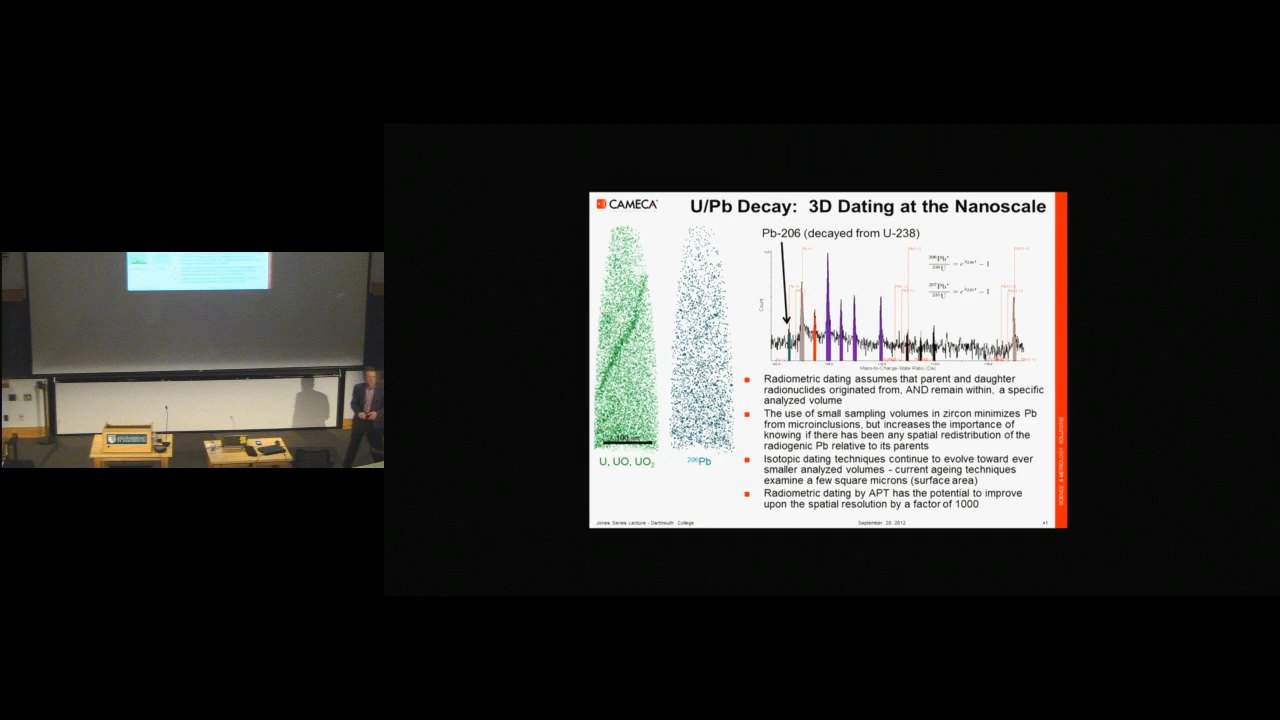 CAMECA
U/Pb Decay: 3D Dating at the Nanoscale
Pb-206 (decayed from U-238)
Count
Mass-to-Charge-State Ratio (Da)
100 nm
U, UO, UO₂
²⁰⁶Pb
Radiometric dating assumes that parent and daughter
radionuclides originated from, AND remain within, a specific
analyzed volume
The use of small sampling volumes in zircon minimizes Pb
from microinclusions, but increases the importance of
knowing if there has been any spatial redistribution of the
radiogenic Pb relative to its parents
Isotopic dating techniques continue to evolve toward ever
smaller analyzed volumes - current ageing techniques
examine a few square microns (surface area)
Radiometric dating by APT has the potential to improve
upon the spatial resolution by a factor of 1000
SCIENCE & METROLOGY SOLUTIONS
Jones Series Lecture - Dartmouth College
September 28, 2012
41